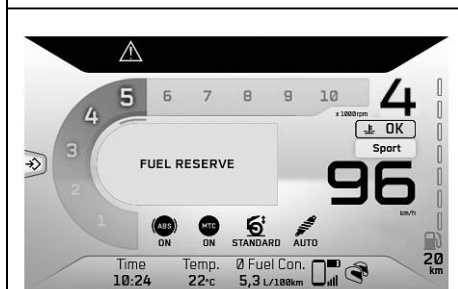 5 6 7 8 9 10 4
4 x 1000rpm
OK
Sport
3 FUEL RESERVE
96
2
km/h
1
ABS MTC
ON ON STANDARD AUTO
Time Temp. Ø Fuel Con. 20
10:24 22°C 5,3 L/100km km